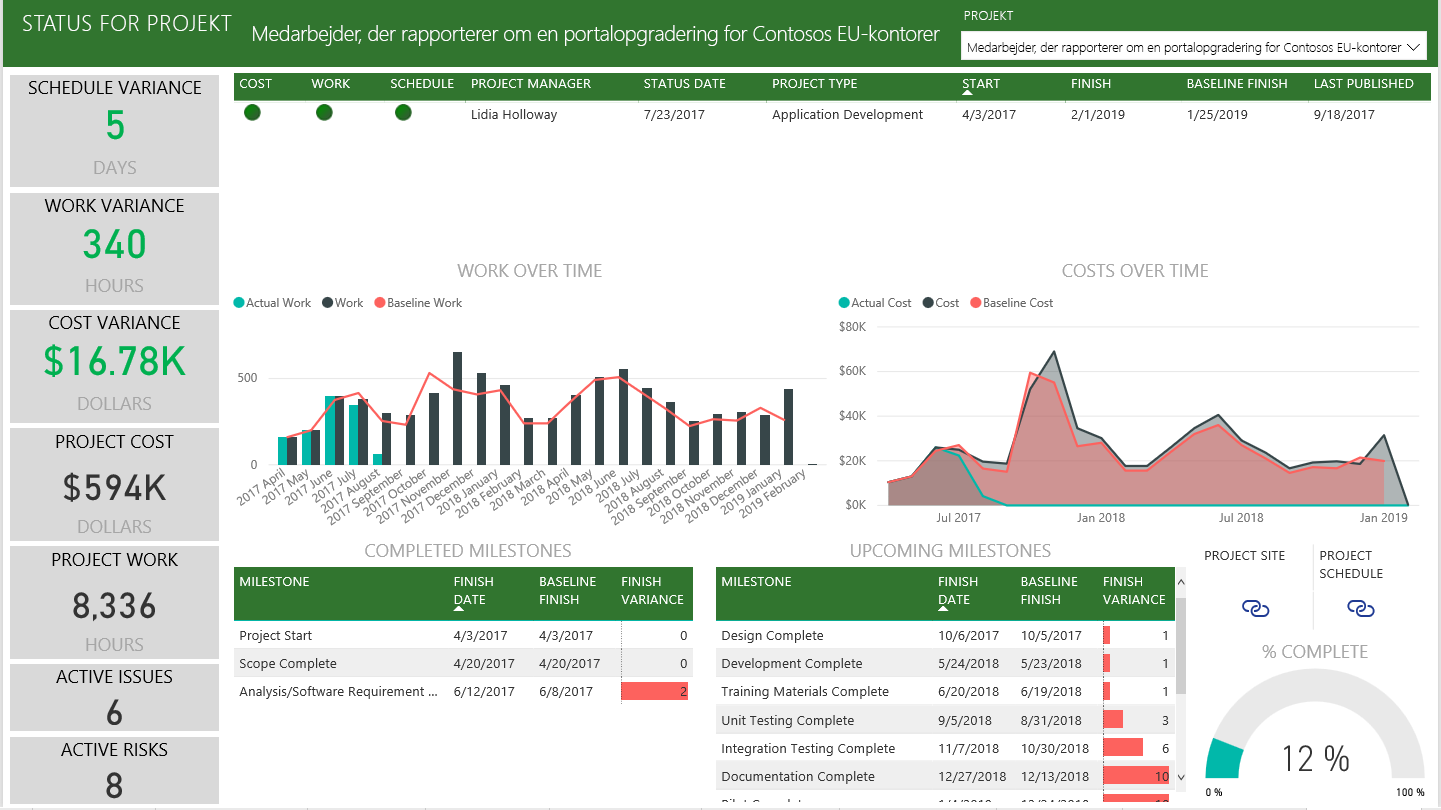 STATUS FOR PROJEKT
Medarbejder, der rapporterer om en portalopgradering for Contosos EU-kontorer
PROJEKT
Medarbejder, der rapporterer om en portalopgradering for Contosos EU-kontorer
SCHEDULE VARIANCE
5
DAYS
WORK VARIANCE
340
HOURS
COST VARIANCE
$16.78K
DOLLARS
PROJECT COST
$594K
DOLLARS
PROJECT WORK
8,336
HOURS
ACTIVE ISSUES
6
ACTIVE RISKS
8
COST WORK SCHEDULE PROJECT MANAGER STATUS DATE PROJECT TYPE START FINISH BASELINE FINISH LAST PUBLISHED
Lidia Holloway 7/23/2017 Application Development 4/3/2017 2/1/2019 1/25/2019 9/18/2017
WORK OVER TIME
Actual Work Work Baseline Work
500
0
2017 April
2017 May
2017 June
2017 July
2017 August
2017 September
2017 October
2017 November
2017 December
2018 January
2018 February
2018 March
2018 April
2018 May
2018 June
2018 July
2018 August
2018 September
2018 October
2018 November
2018 December
2019 January
2019 February
COSTS OVER TIME
Actual Cost Cost Baseline Cost
$80K
$60K
$40K
$20K
$0K
Jul 2017 Jan 2018 Jul 2018 Jan 2019
COMPLETED MILESTONES
MILESTONE FINISH DATE BASELINE FINISH FINISH VARIANCE
Project Start 4/3/2017 4/3/2017 0
Scope Complete 4/20/2017 4/20/2017 0
Analysis/Software Requirement ... 6/12/2017 6/8/2017 2
UPCOMING MILESTONES
MILESTONE FINISH DATE BASELINE FINISH FINISH VARIANCE
Design Complete 10/6/2017 10/5/2017 1
Development Complete 5/24/2018 5/23/2018 1
Training Materials Complete 6/20/2018 6/19/2018 1
Unit Testing Complete 9/5/2018 8/31/2018 3
Integration Testing Complete 11/7/2018 10/30/2018 6
Documentation Complete 12/27/2018 12/13/2018 10
PROJECT SITE
PROJECT SCHEDULE
% COMPLETE
12 %
0 %
100 %